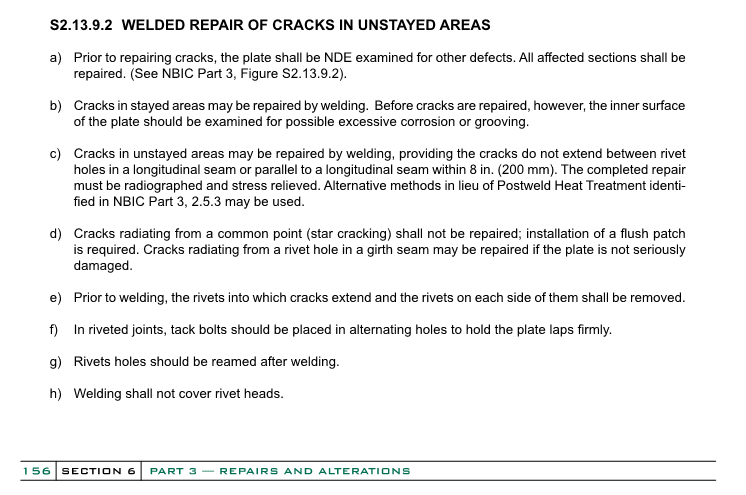 S2.13.9.2 WELDED REPAIR OF CRACKS IN UNSTAYED AREAS
a) Prior to repairing cracks, the plate shall be NDE examined for other defects. All affected sections shall be
repaired. (See NBIC Part 3, Figure S2.13.9.2).
b) Cracks in stayed areas may be repaired by welding. Before cracks are repaired, however, the inner surface
of the plate should be examined for possible excessive corrosion or grooving.
c) Cracks in unstayed areas may be repaired by welding, providing the cracks do not extend between rivet
holes in a longitudinal seam or parallel to a longitudinal seam within 8 in. (200 mm). The completed repair
must be radiographed and stress relieved. Alternative methods in lieu of Postweld Heat Treatment identi-
fied in NBIC Part 3, 2.5.3 may be used.
d) Cracks radiating from a common point (star cracking) shall not be repaired; installation of a flush patch
is required. Cracks radiating from a rivet hole in a girth seam may be repaired if the plate is not seriously
damaged.
e) Prior to welding, the rivets into which cracks extend and the rivets on each side of them shall be removed.
f) In riveted joints, tack bolts should be placed in alternating holes to hold the plate laps firmly.
g) Rivets holes should be reamed after welding.
h) Welding shall not cover rivet heads.
156 SECTION 6 PART 3 — REPAIRS AND ALTERATIONS